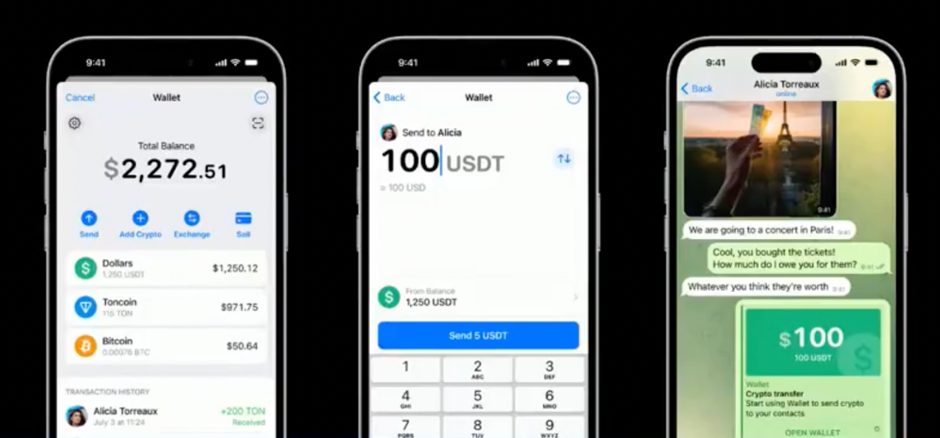 9:41
Cancel
Wallet
Total Balance
$2,272.51
Send
Add Crypto
Exchange
Sell
Dollars
1,250 USDT
$1,250.12
Toncoin
115 TON
$971.75
Bitcoin
0.00076 BTC
$50.64
TRANSACTION HISTORY
Alicia Torreaux
+200 TON
July 3 at 11:24
Received
9:41
Back
Wallet
Send to Alicia
100 USDT
≈ 100 USD
From Balance
1,250 USDT
Send 5 USDT
1
2 ABC
3 DEF
4 GHI
5 JKL
6 MNO
7 PQRS
8 TUV
9 WXYZ
9:41
Back
Alicia Torreaux
online
9:41
We are going to a concert in Paris! 9:41
Cool, you bought the tickets!
How much do I owe you for them? 9:41
Whatever you think they're worth 9:41
$100
100 USDT
$
Wallet
Crypto transfer
Start using Wallet to send crypto
to your contacts
OPEN WALLET